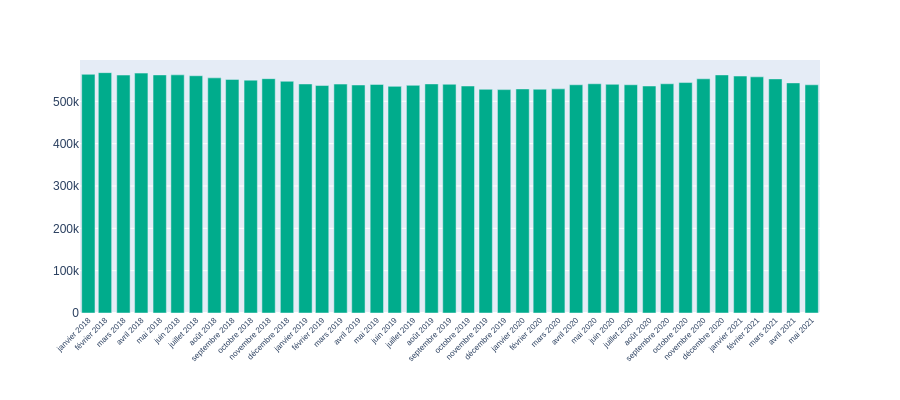 500k
400k
300k
200k
100k
0
janvier 2018
février 2018
mars 2018
avril 2018
mai 2018
juin 2018
juillet 2018
août 2018
septembre 2018
octobre 2018
novembre 2018
décembre 2018
janvier 2019
février 2019
mars 2019
avril 2019
mai 2019
juin 2019
juillet 2019
août 2019
septembre 2019
octobre 2019
novembre 2019
décembre 2019
janvier 2020
février 2020
mars 2020
avril 2020
mai 2020
juin 2020
juillet 2020
août 2020
septembre 2020
octobre 2020
novembre 2020
décembre 2020
janvier 2021
février 2021
mars 2021
avril 2021
mai 2021